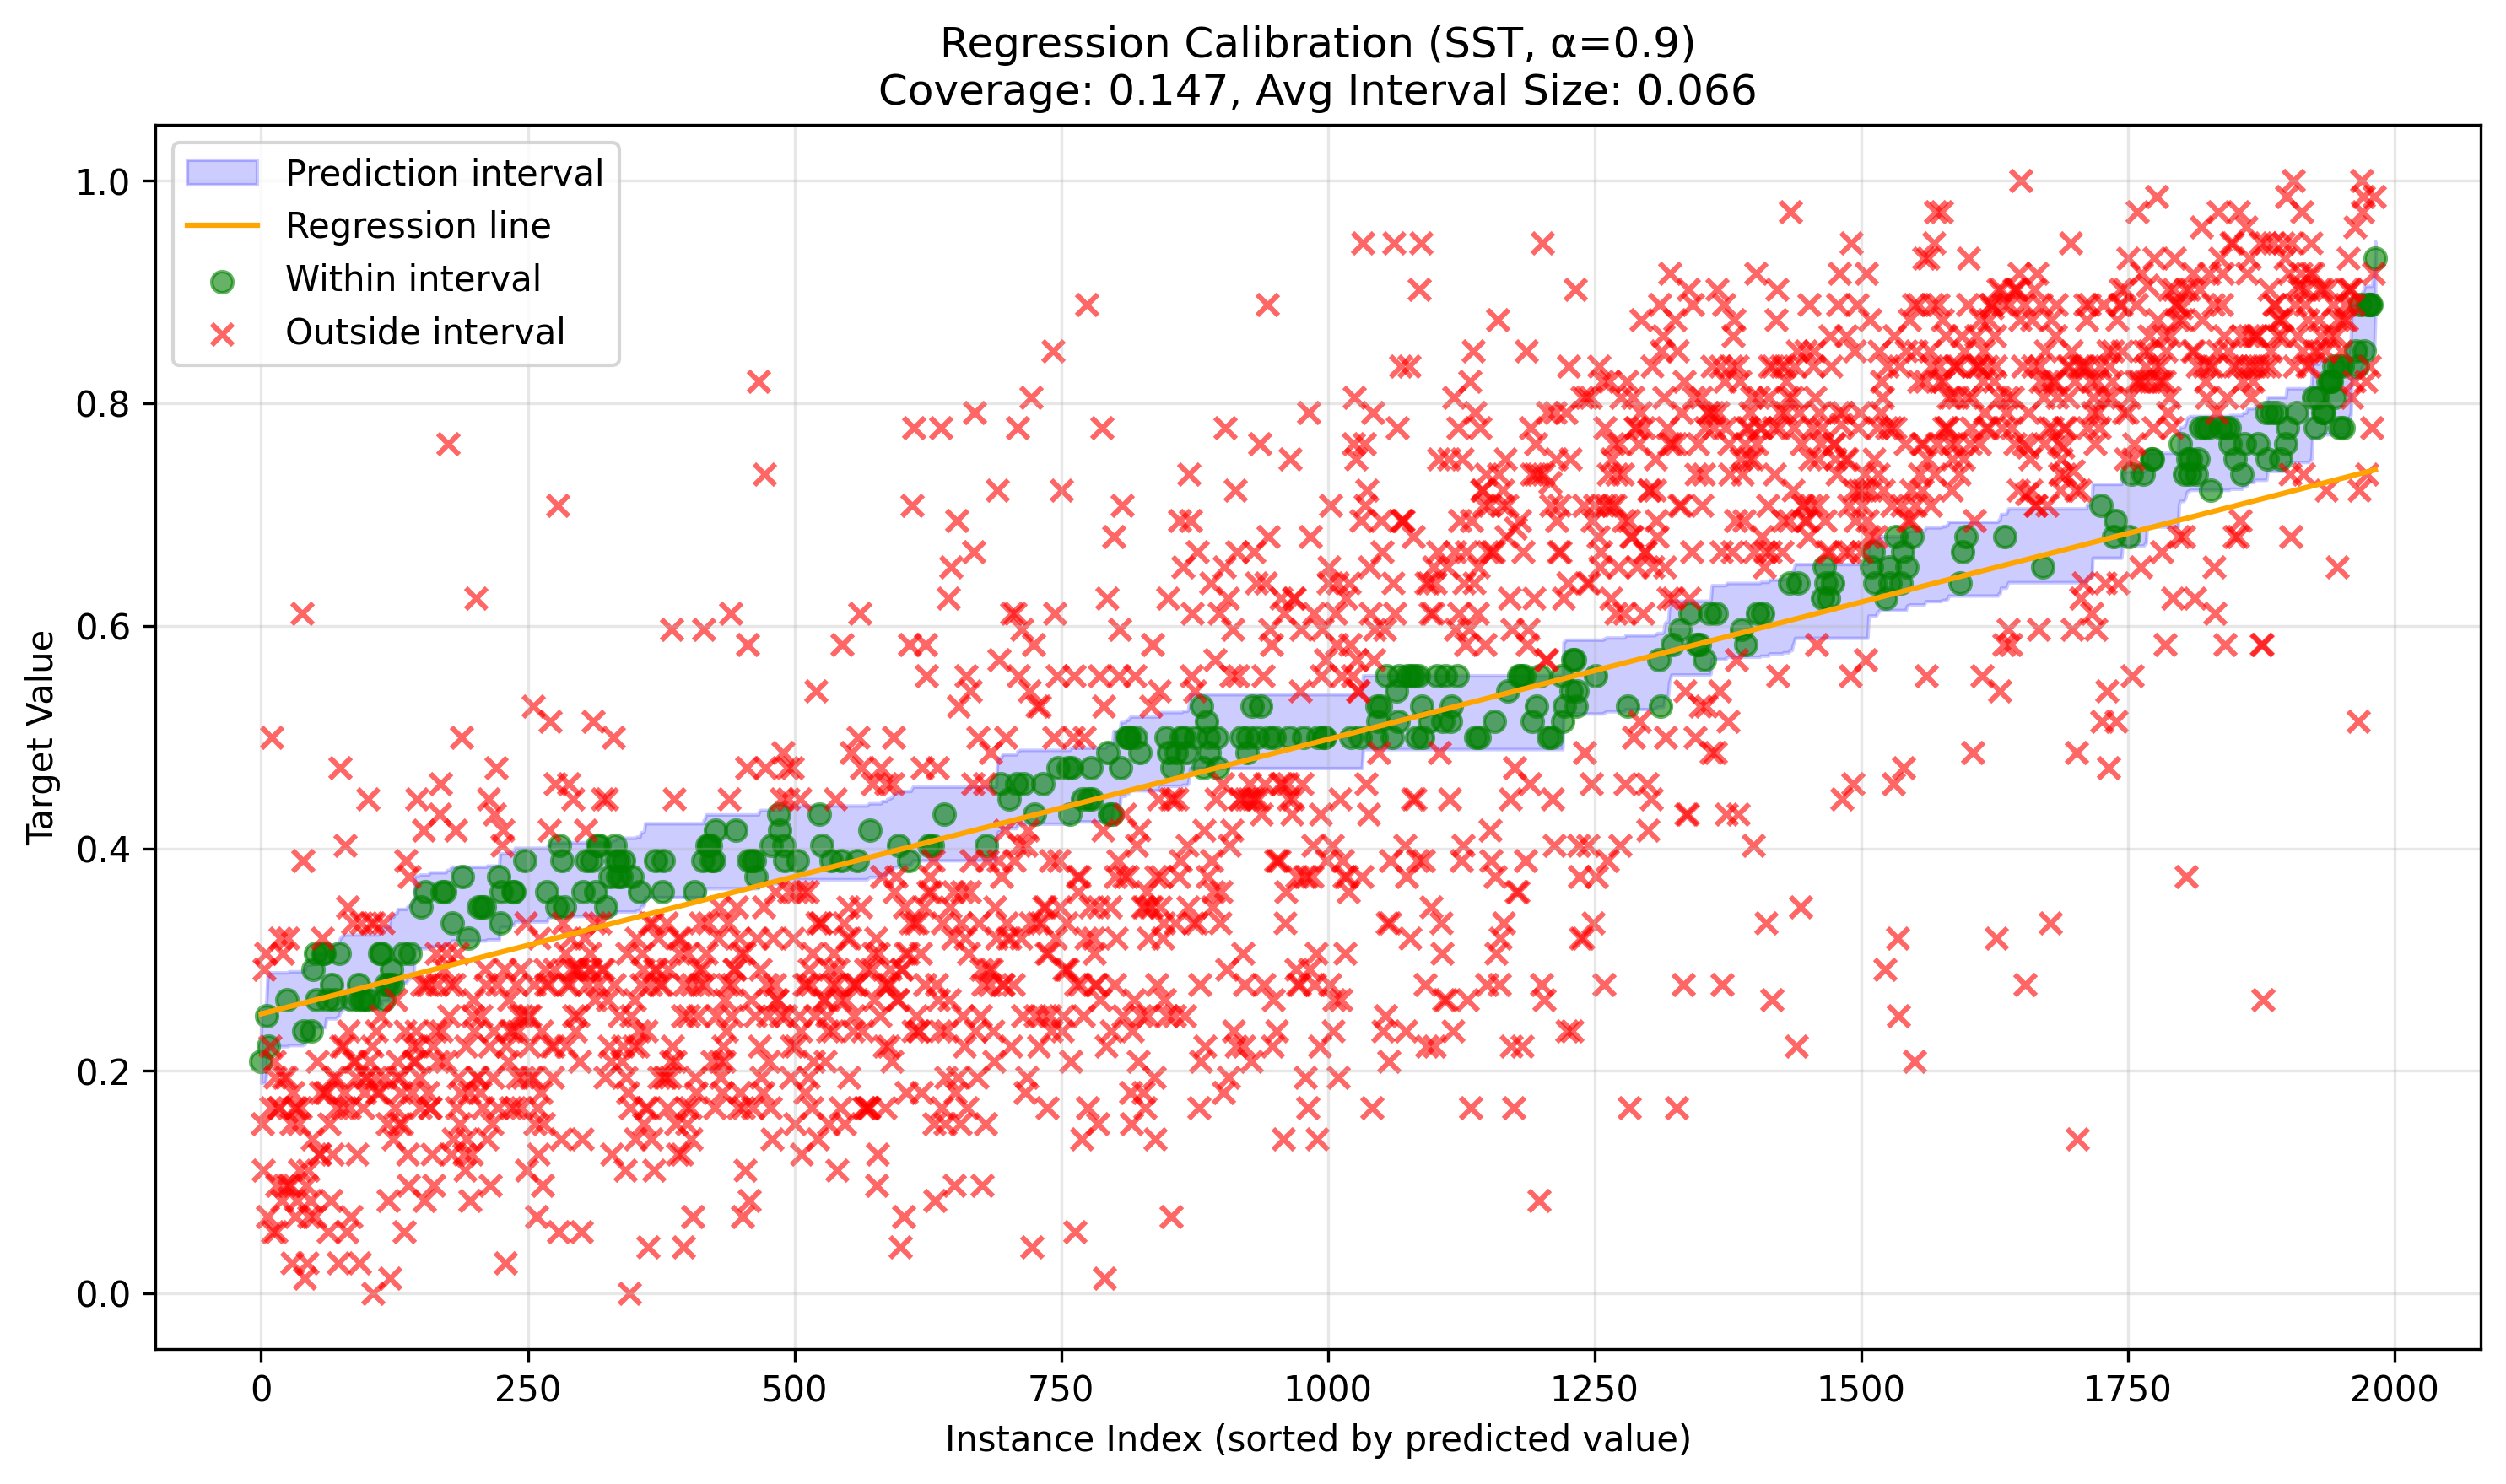 Regression Calibration (SST, α=0.9)
Coverage: 0.147, Avg Interval Size: 0.066
Prediction interval
Regression line
Within interval
Outside interval
Target Value
1.0
0.8
0.6
0.4
0.2
0.0
0 250 500 750 1000 1250 1500 1750 2000
Instance Index (sorted by predicted value)